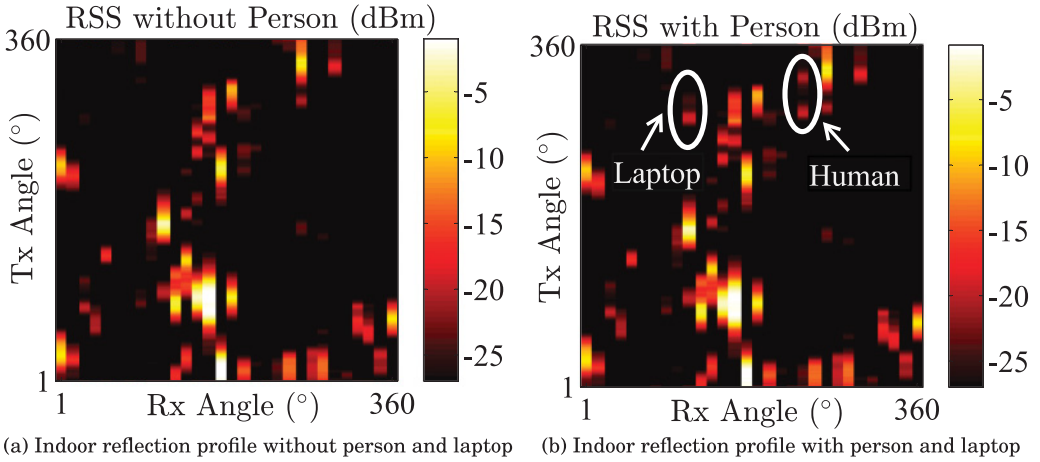 RSS without Person (dBm)
360
-5
-10
-15
-20
-25
Tx Angle (°)
1
1
Rx Angle (°)
360
(a) Indoor reflection profile without person and laptop
RSS with Person (dBm)
360
Laptop
Human
-5
-10
-15
-20
-25
Tx Angle (°)
1
1
Rx Angle (°)
360
(b) Indoor reflection profile with person and laptop